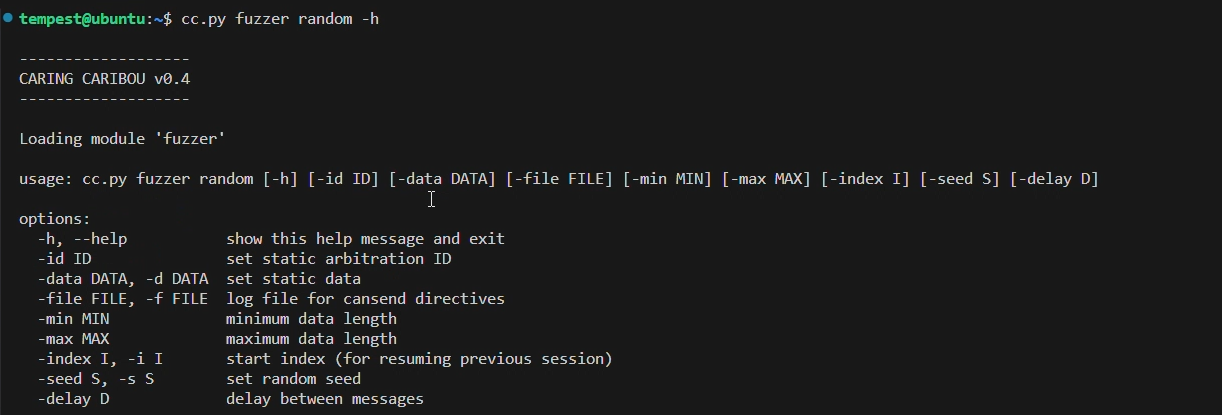 tempest@ubuntu:~$ cc.py fuzzer random -h
-------------------
CARING CARIBOU v0.4
-------------------
Loading module 'fuzzer'
usage: cc.py fuzzer random [-h] [-id ID] [-data DATA] [-file FILE] [-min MIN] [-max MAX] [-index I] [-seed S] [-delay D]
options:
  -h, --help           show this help message and exit
  -id ID               set static arbitration ID
  -data DATA, -d DATA  set static data
  -file FILE, -f FILE  log file for cansend directives
  -min MIN             minimum data length
  -max MAX             maximum data length
  -index I, -i I       start index (for resuming previous session)
  -seed S, -s S        set random seed
  -delay D             delay between messages